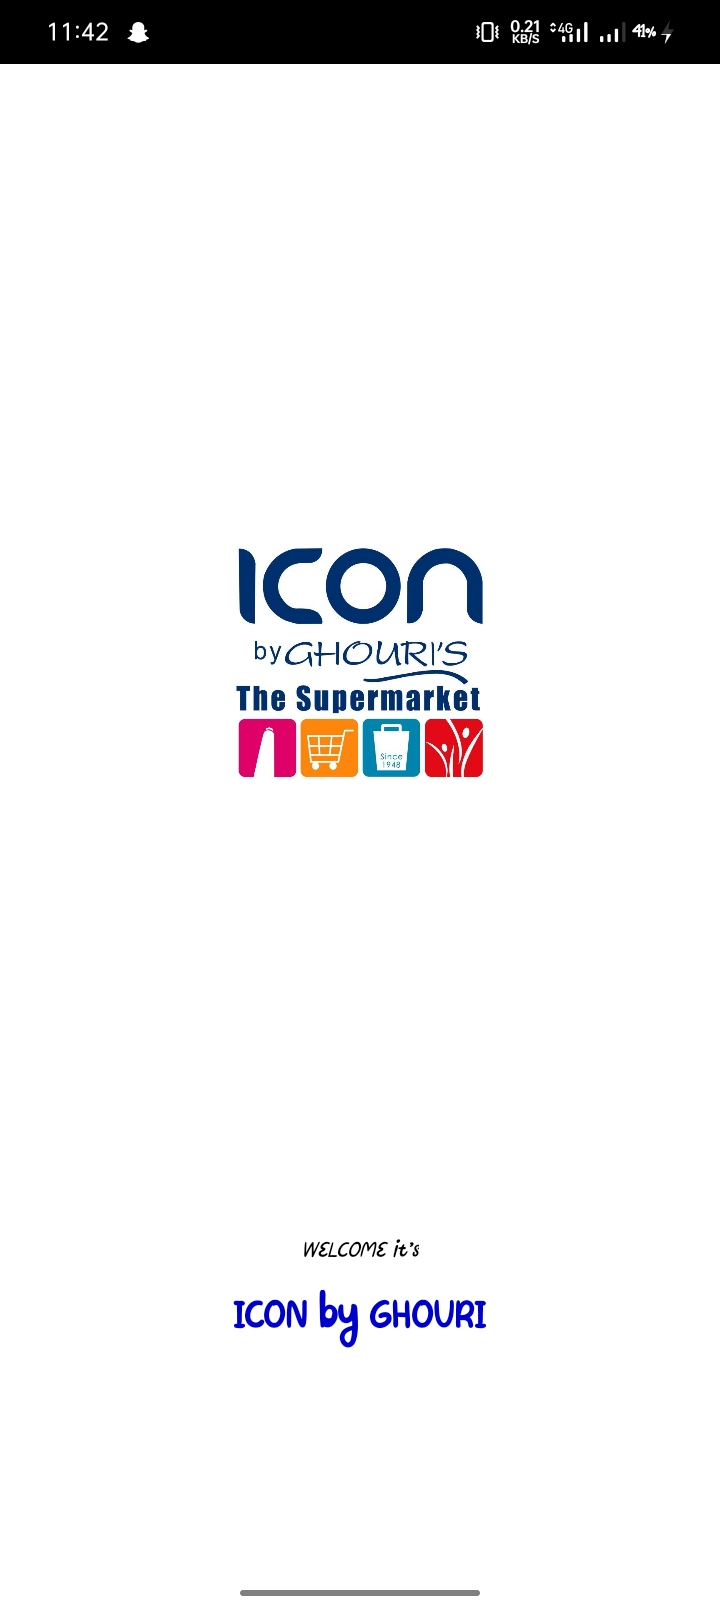 11:42
0.21
KB/S
4G
41%
ICON
by GHOURI'S
The Supermarket
Since
1948
WELCOME it's
ICON by GHOURI